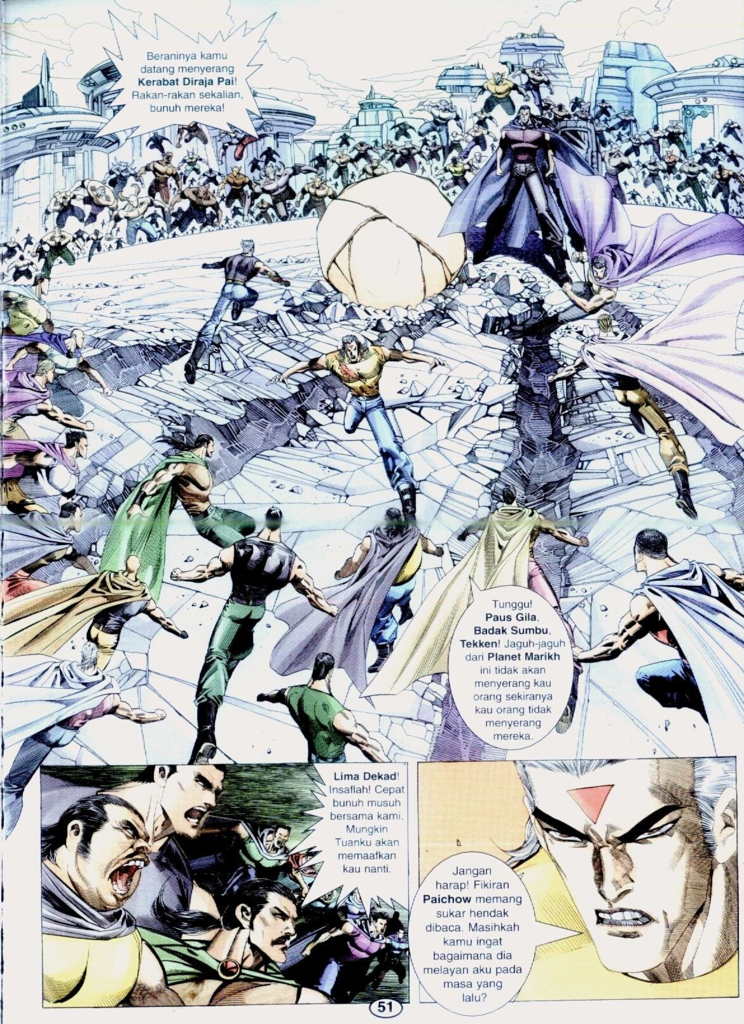 Beraninya kamu
datang menyerang
Kerabat Diraja Pai!
Rakan-rakan sekalian,
bunuh mereka!
Tunggu!
Paus Gila,
Badak Sumbu,
Tekken! Jaguh-jaguh
dari Planet Marikh
ini tidak akan
menyerang kau
orang sekiranya
kau orang tidak
menyerang
mereka.
Lima Dekad!
Insaflah! Cepat
bunuh musuh
bersama kami.
Mungkin
Tuanku akan
memaafkan
kau nanti.
Jangan
harap! Fikiran
Paichow memang
sukar hendak
dibaca. Masihkah
kamu ingat
bagaimana dia
melayan aku pada
masa yang
lalu?
51